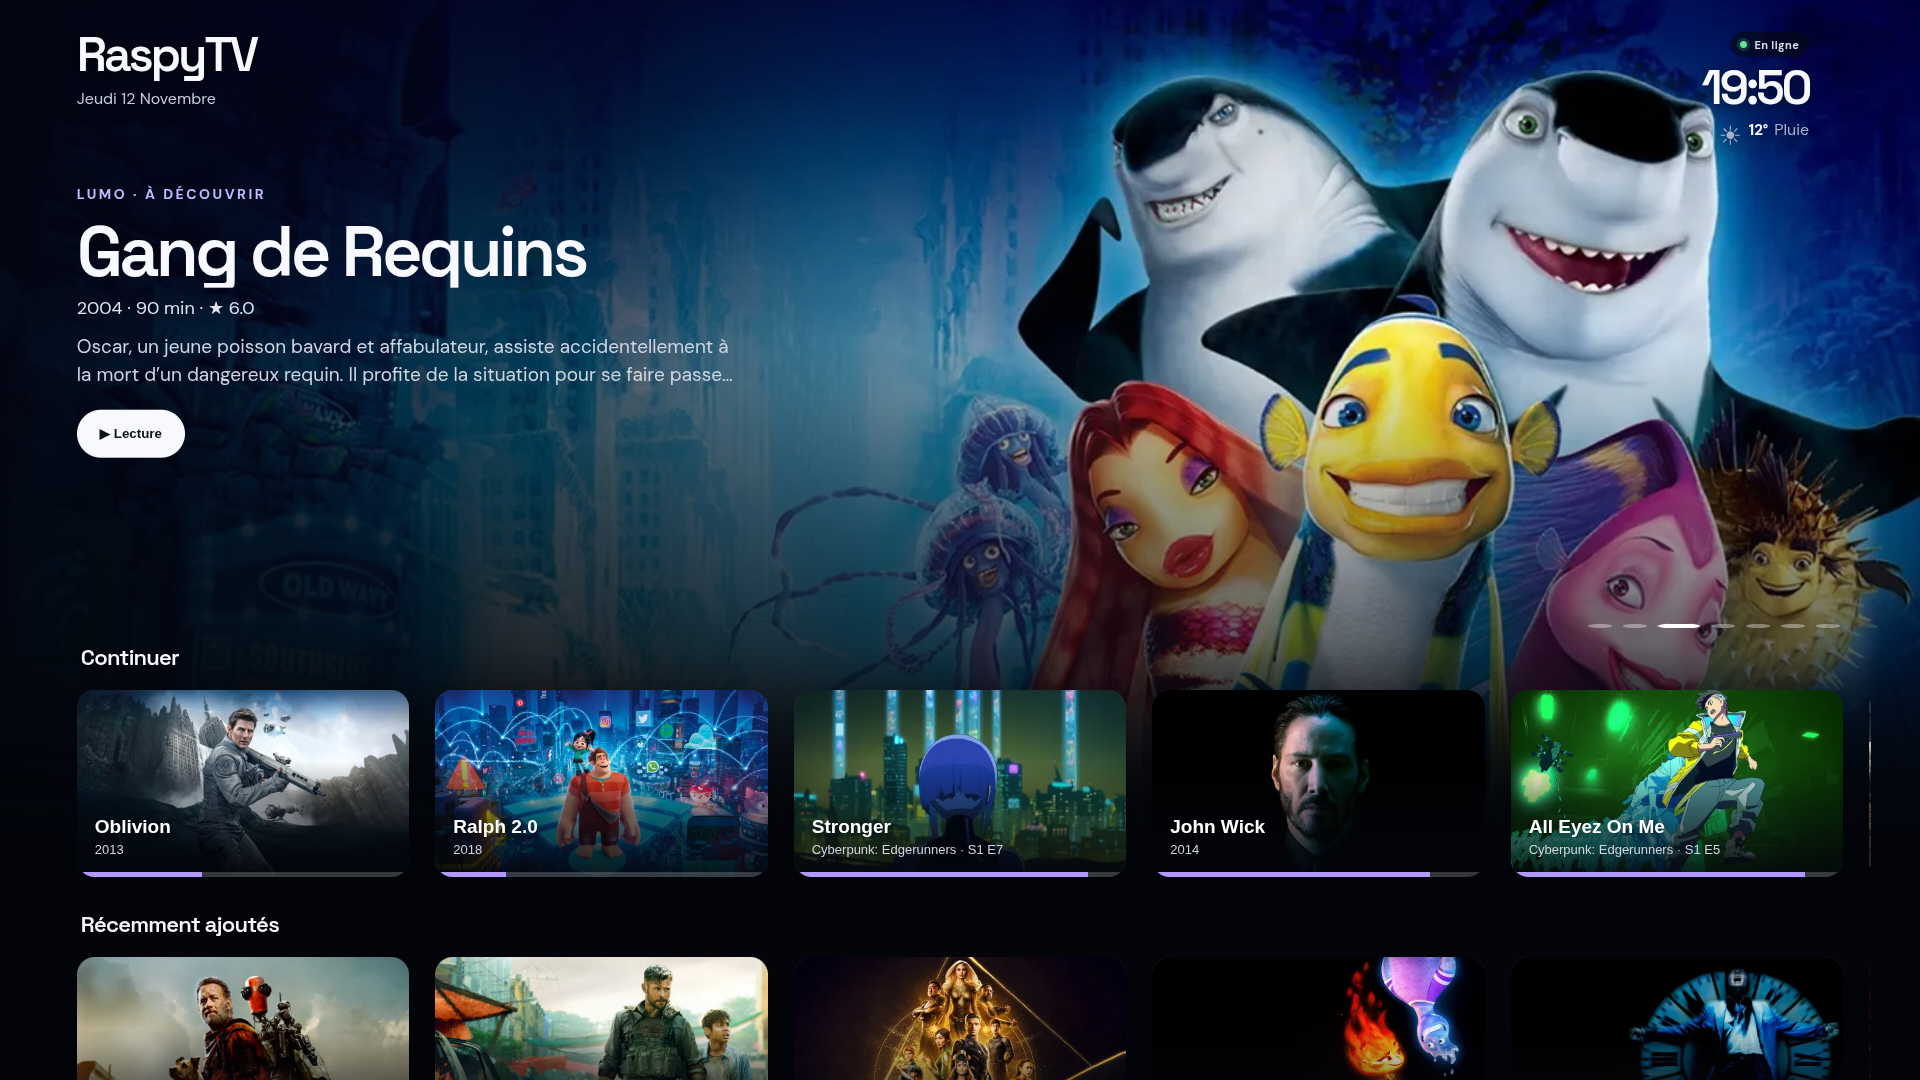 RaspyTV
Jeudi 12 Novembre
En ligne
19:50
12° Pluie
LUMO · À DÉCOUVRIR
Gang de Requins
2004 · 90 min · ★ 6.0
Oscar, un jeune poisson bavard et affabulateur, assiste accidentellement à
la mort d’un dangereux requin. Il profite de la situation pour se faire passe...
▶ Lecture
OLD WAVY
SOUTHSIDE
Continuer
Oblivion
2013
Ralph 2.0
2018
Stronger
Cyberpunk: Edgerunners · S1 E7
John Wick
2014
All Eyez On Me
Cyberpunk: Edgerunners · S1 E5
Récemment ajoutés